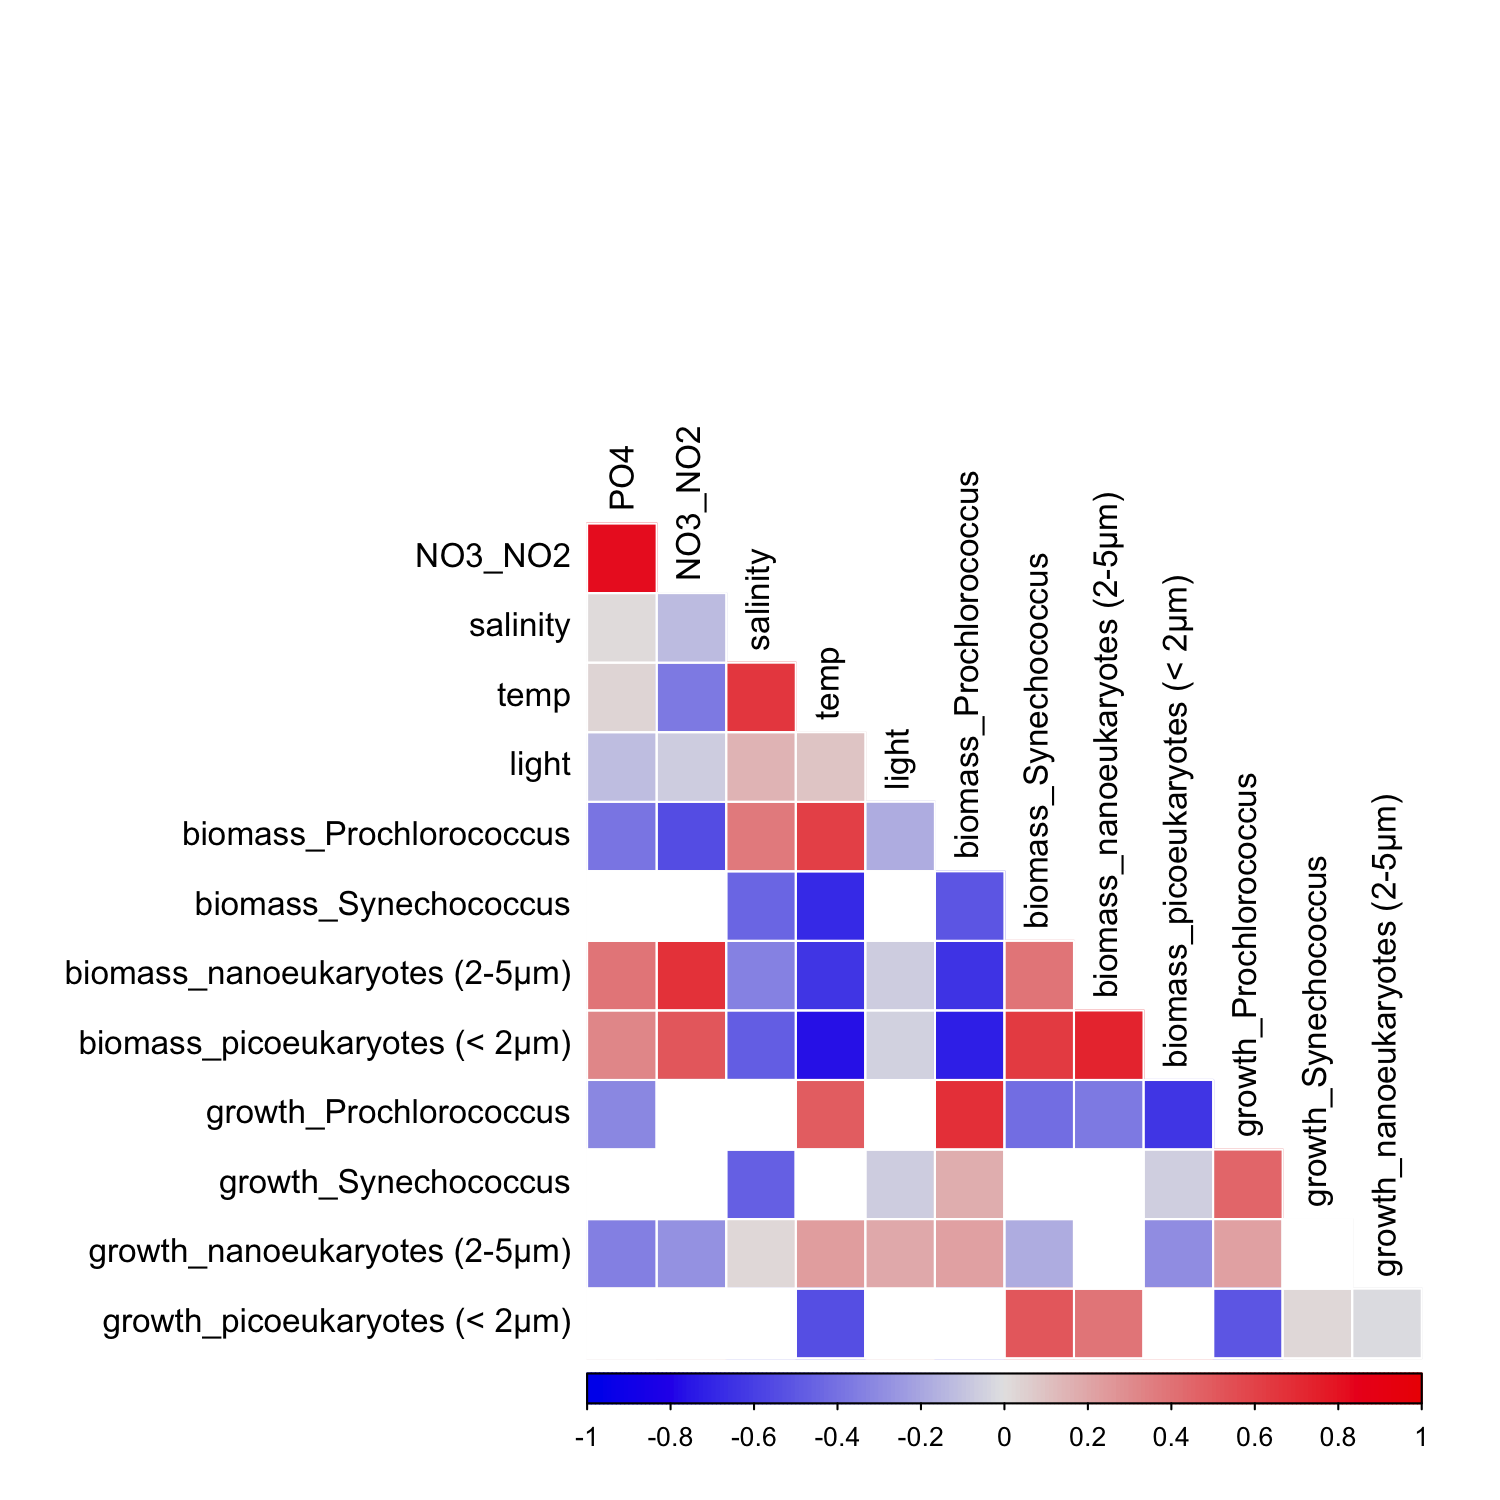 PO4
NO3_NO2
salinity
temp
light
biomass_Prochlorococcus
biomass_Synechococcus
biomass_nanoeukaryotes (2-5µm)
biomass_picoeukaryotes (< 2µm)
growth_Prochlorococcus
growth_Synechococcus
growth_nanoeukaryotes (2-5µm)
NO3_NO2
salinity
temp
light
biomass_Prochlorococcus
biomass_Synechococcus
biomass_nanoeukaryotes (2-5µm)
biomass_picoeukaryotes (< 2µm)
growth_Prochlorococcus
growth_Synechococcus
growth_nanoeukaryotes (2-5µm)
growth_picoeukaryotes (< 2µm)
-1 -0.8 -0.6 -0.4 -0.2 0 0.2 0.4 0.6 0.8 1